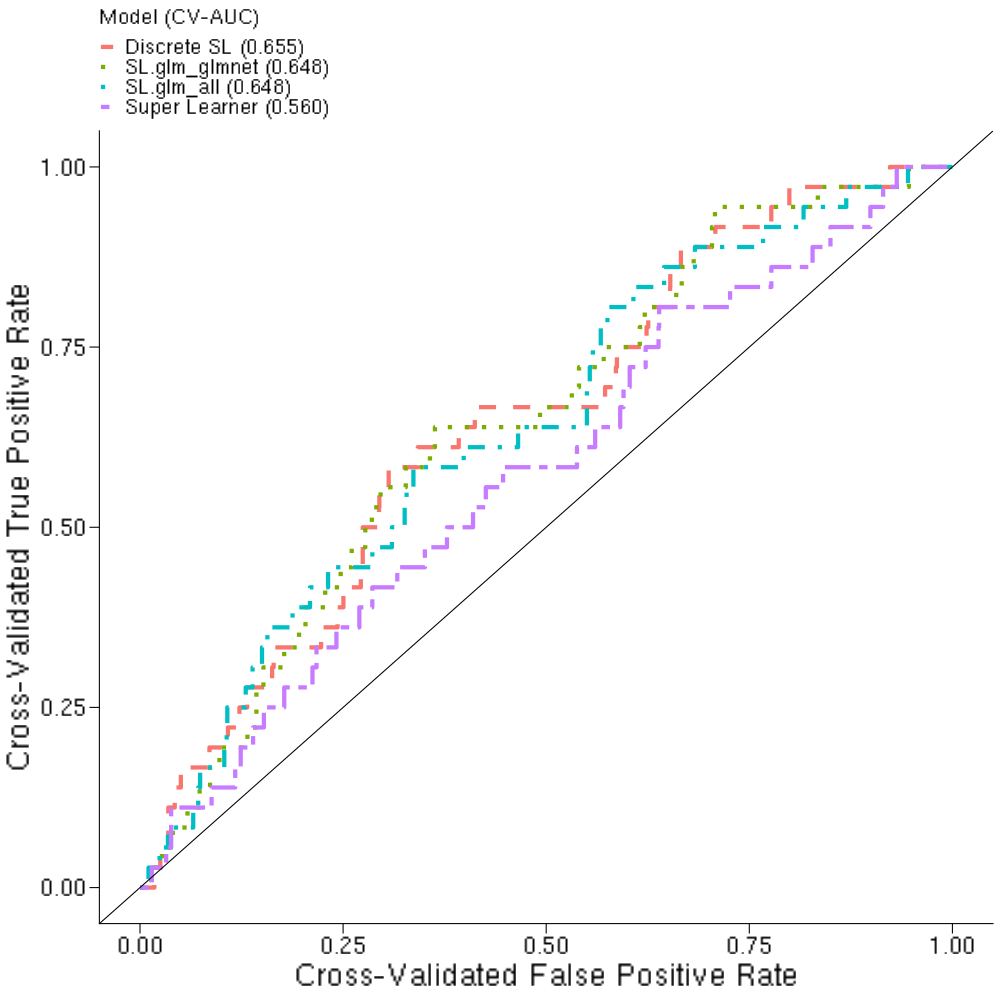 Model (CV-AUC)
Discrete SL (0.655)
SL.glm_glmnet (0.648)
SL.glm_all (0.648)
Super Learner (0.560)
1.00
0.75
0.50
0.25
0.00
Cross-Validated True Positive Rate
0.00 0.25 0.50 0.75 1.00
Cross-Validated False Positive Rate